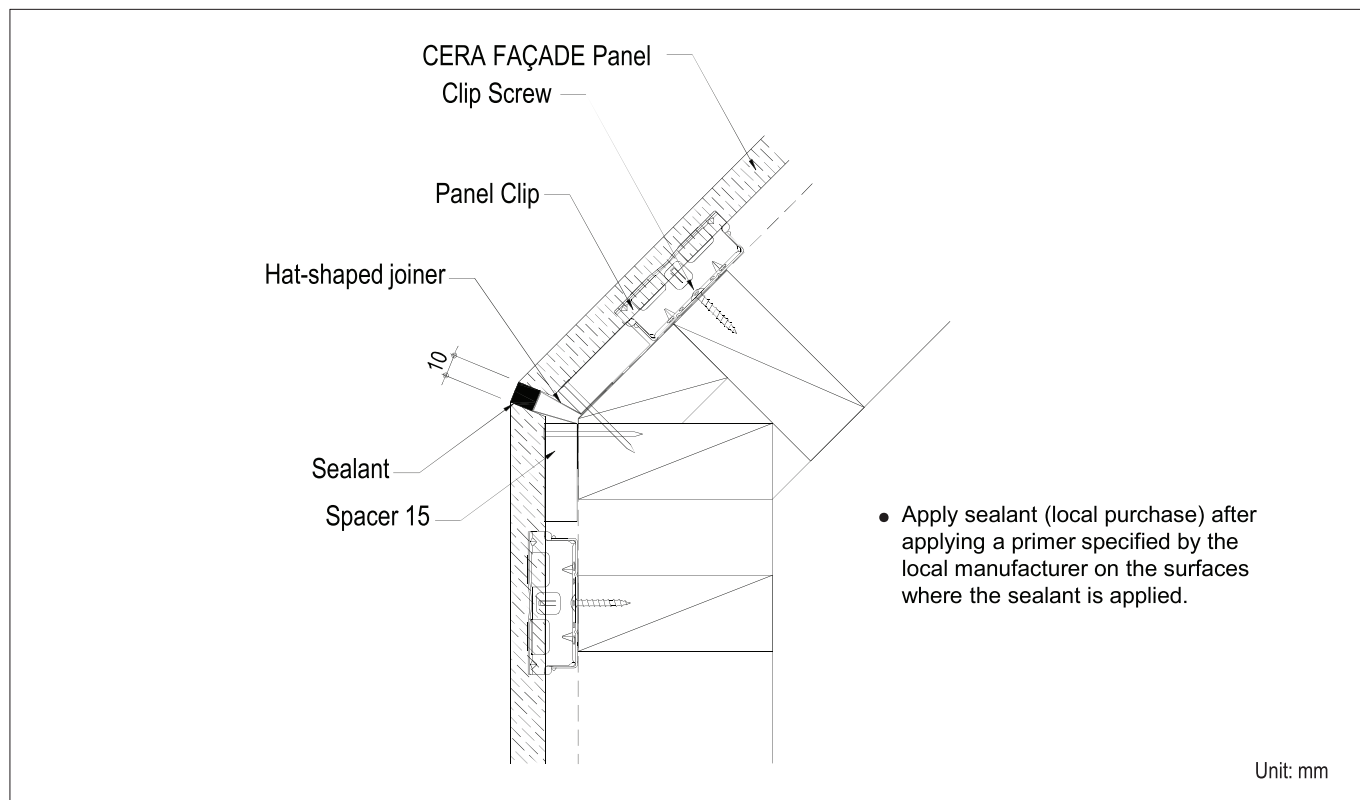 CERA FAÇADE Panel
Clip Screw
Panel Clip
Hat-shaped joiner
10
Sealant
Spacer 15
● Apply sealant (local purchase) after
applying a primer specified by the
local manufacturer on the surfaces
where the sealant is applied.
Unit: mm